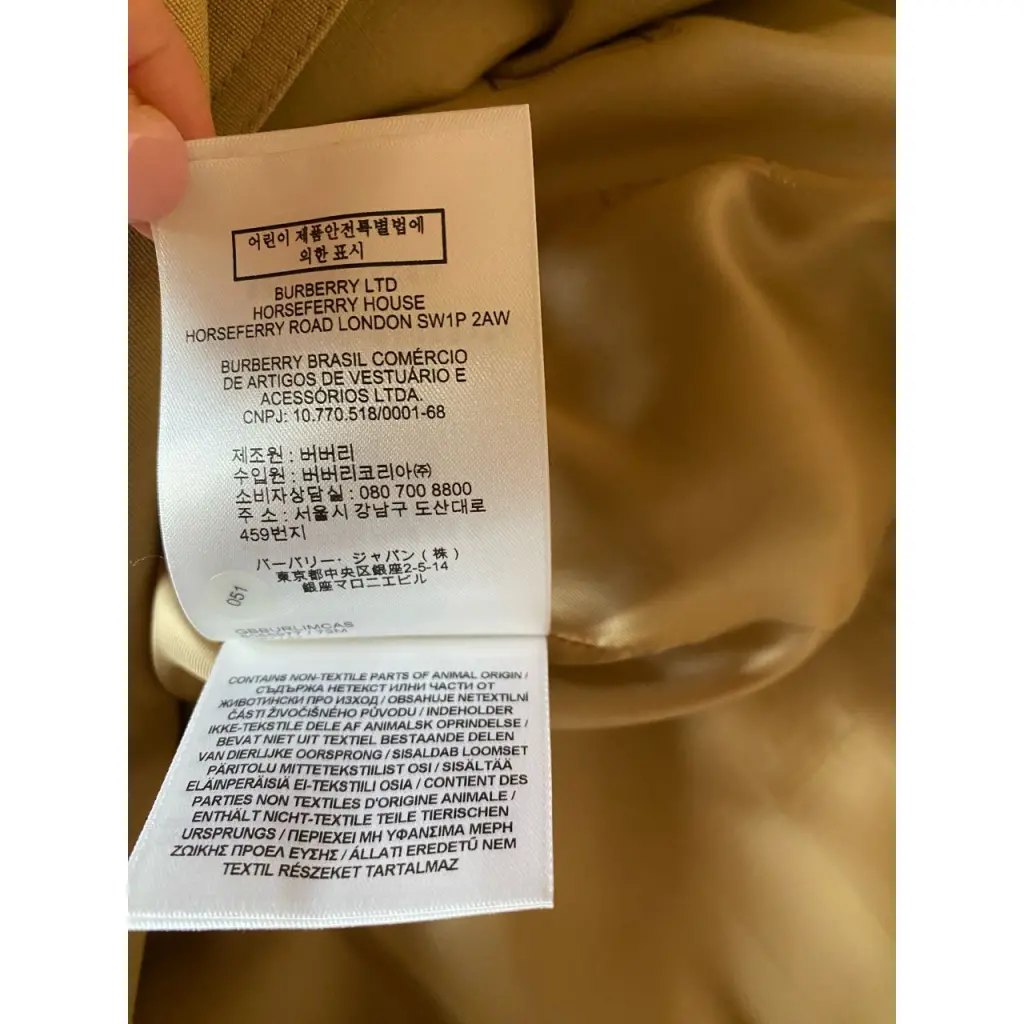 어린이 제품안전특별법에
의한 표시
BURBERRY LTD
HORSEFERRY HOUSE
HORSEFERRY ROAD LONDON SW1P 2AW
BURBERRY BRASIL COMÉRCIO
DE ARTIGOS DE VESTUÁRIO E
ACESSÓRIOS LTDA.
CNPJ: 10.770.518/0001-68
제조원 : 버버리
수입원 : 버버리코리아㈜
소비자상담실 : 080 700 8800
주 소 : 서울시 강남구 도산대로
459번지
バーバリー・ジャパン ( 株 )
東京都中央区銀座2-5-14
銀座マロニエビル
051
GBBURLIMCAS
CONTAINS NON-TEXTILE PARTS OF ANIMAL ORIGIN /
СЪДЪРЖА НЕТЕКСТ ИЛНИ ЧАСТИ ОТ
ЖИВОТИНСКИ ПРО ИЗХОД / OBSAHUJE NETEXTILNÍ
ČÁSTI ŽIVOČIŠNÉHO PŮVODU / INDEHOLDER
IKKE-TEKSTILE DELE AF ANIMALSK OPRINDELSE /
BEVAT NIET UIT TEXTIEL BESTAANDE DELEN
VAN DIERLIJKE OORSPRONG / SISALDAB LOOMSET
PÄRITOLU MITTETEKSTIILIST OSI / SISÄLTÄÄ
ELÄINPERÄISIÄ EI-TEKSTIILI OSIA / CONTIENT DES
PARTIES NON TEXTILES D'ORIGINE ANIMALE /
ENTHÄLT NICHT-TEXTILE TEILE TIERISCHEN
URSPRUNGS / ΠΕΡΙΕΧΕΙ ΜΗ ΥΦΑΝΣΙΜΑ ΜΕΡΗ
ΖΩΙΚΗΣ ΠΡΟΕΛ ΕΥΣΗΣ / ÁLLATI EREDETŰ NEM
TEXTIL RÉSZEKET TARTALMAZ